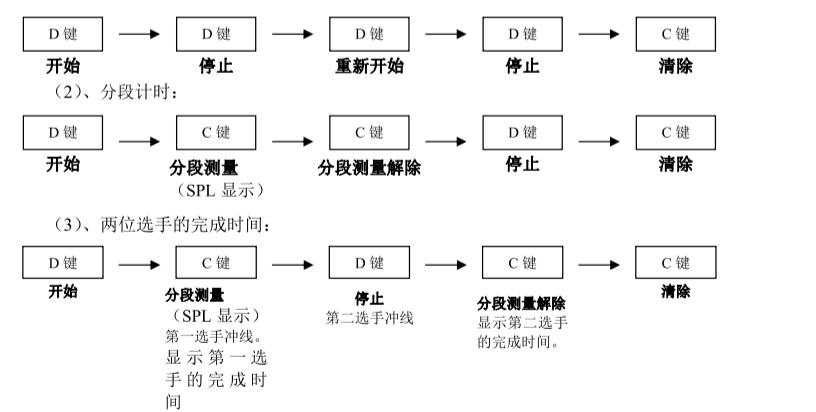 D 键 D 键 D 键 D 键 C 键
开始 停止 重新开始 停止 清除
（2）、分段计时：
D 键 C 键 C 键 D 键 C 键
开始 分段测量 分段测量解除 停止 清除
（SPL 显示）
（3）、两位选手的完成时间：
D 键 C 键 D 键 C 键 C 键
开始 分段测量 停止 分段测量解除 清除
（SPL 显示） 第二选手冲线 显示第二选手
第一选手冲线。 的完成时间。
显示第一选
手的完成时
间